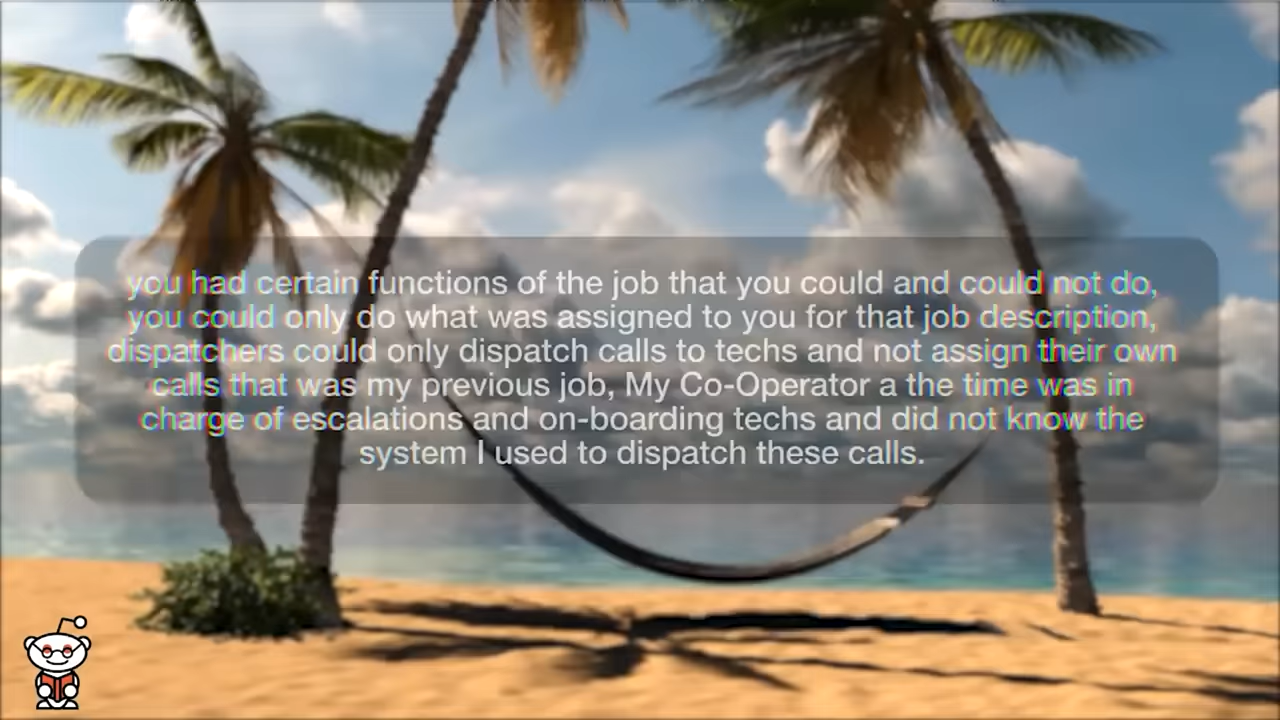 you had certain functions of the job that you could and could not do,
you could only do what was assigned to you for that job description,
dispatchers could only dispatch calls to techs and not assign their own
calls that was my previous job, My Co-Operator a the time was in
charge of escalations and on-boarding techs and did not know the
system I used to dispatch these calls.